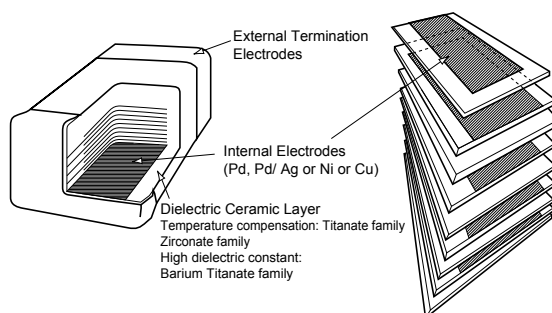 External Termination
Electrodes
Internal Electrodes
(Pd, Pd/ Ag or Ni or Cu)
Dielectric Ceramic Layer
Temperature compensation: Titanate family
Zirconate family
High dielectric constant:
Barium Titanate family